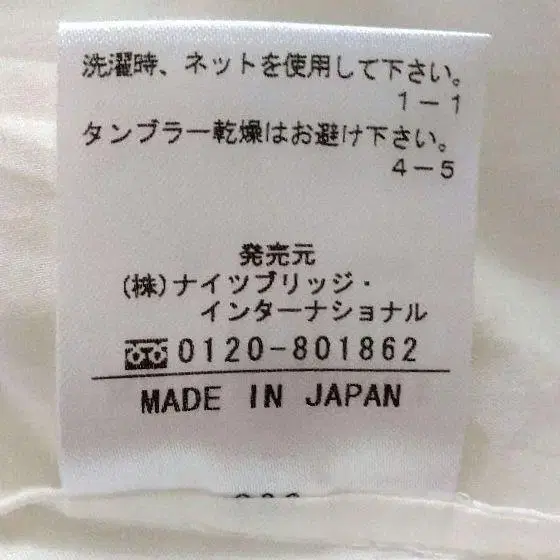 洗濯時、ネットを使用して下さい。
1－1
タンブラー乾燥はお避け下さい。
4－5
発売元
(株)ナイツブリッジ・
インターナショナル
0120-801862
MADE IN JAPAN